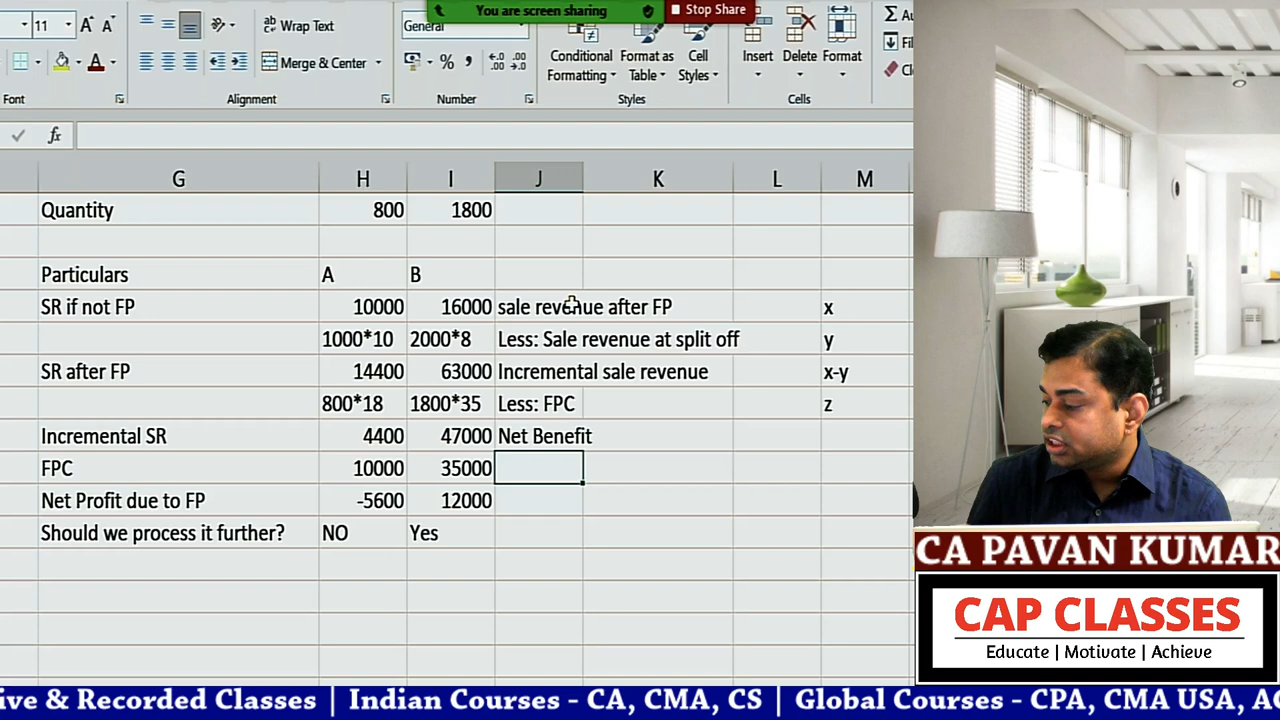 You are screen sharing
Stop Share
11
A
A
ab Wrap Text
General
Au
Merge & Center
%
Conditional Formatting
Format as Table
Cell Styles
Insert
Delete
Format
Fil
Cl
Font
Alignment
Number
Styles
Cells
fx
G H I J K L M
Quantity 800 1800
Particulars A B
SR if not FP 10000 16000 sale revenue after FP x
1000*10 2000*8 Less: Sale revenue at split off y
SR after FP 14400 63000 Incremental sale revenue x-y
800*18 1800*35 Less: FPC z
Incremental SR 4400 47000 Net Benefit
FPC 10000 35000
Net Profit due to FP -5600 12000
Should we process it further? NO Yes
CA PAVAN KUMAR
CAP CLASSES
Educate | Motivate | Achieve
ive & Recorded Classes | Indian Courses - CA, CMA, CS | Global Courses - CPA, CMA USA, AC